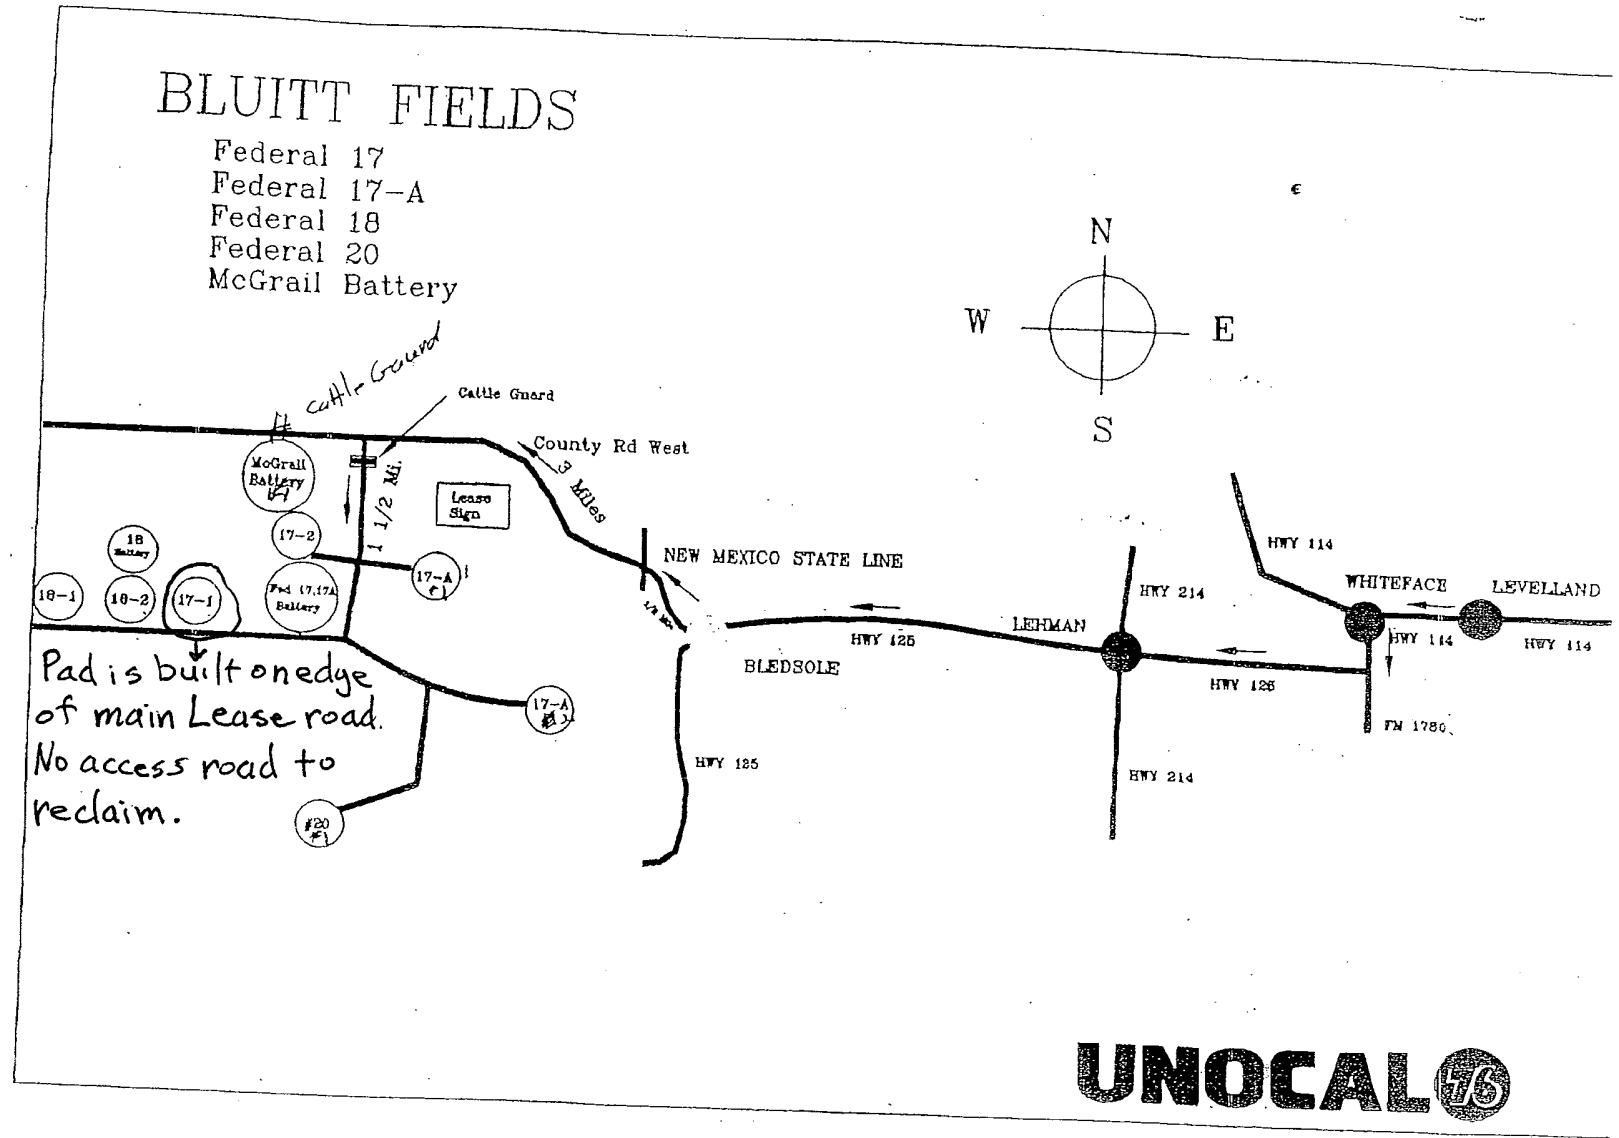 BLUITT FIELDS
Federal 17
Federal 17-A
Federal 18
Federal 20
McGrail Battery
N
W E
S
Cattle Guard
Cattle Guard
County Rd West
3 Miles
McGrail
Battery
1 1/2 Mi.
Lease
Sign
17-2
18
Battery
17-A
18-1
18-2
17-1
Fed 17,17A
Battery
NEW MEXICO STATE LINE
HWY 114
WHITEFACE
LEVELLAND
HWY 214
LEHMAN
HWY 125
HWY 114
HWY 114
BLEDSOLE
HWY 125
FM 1780
Pad is built on edge
of main Lease road.
No access road to
reclaim.
17-A
HWY 125
HWY 214
#20
#1
UNOCAL 76